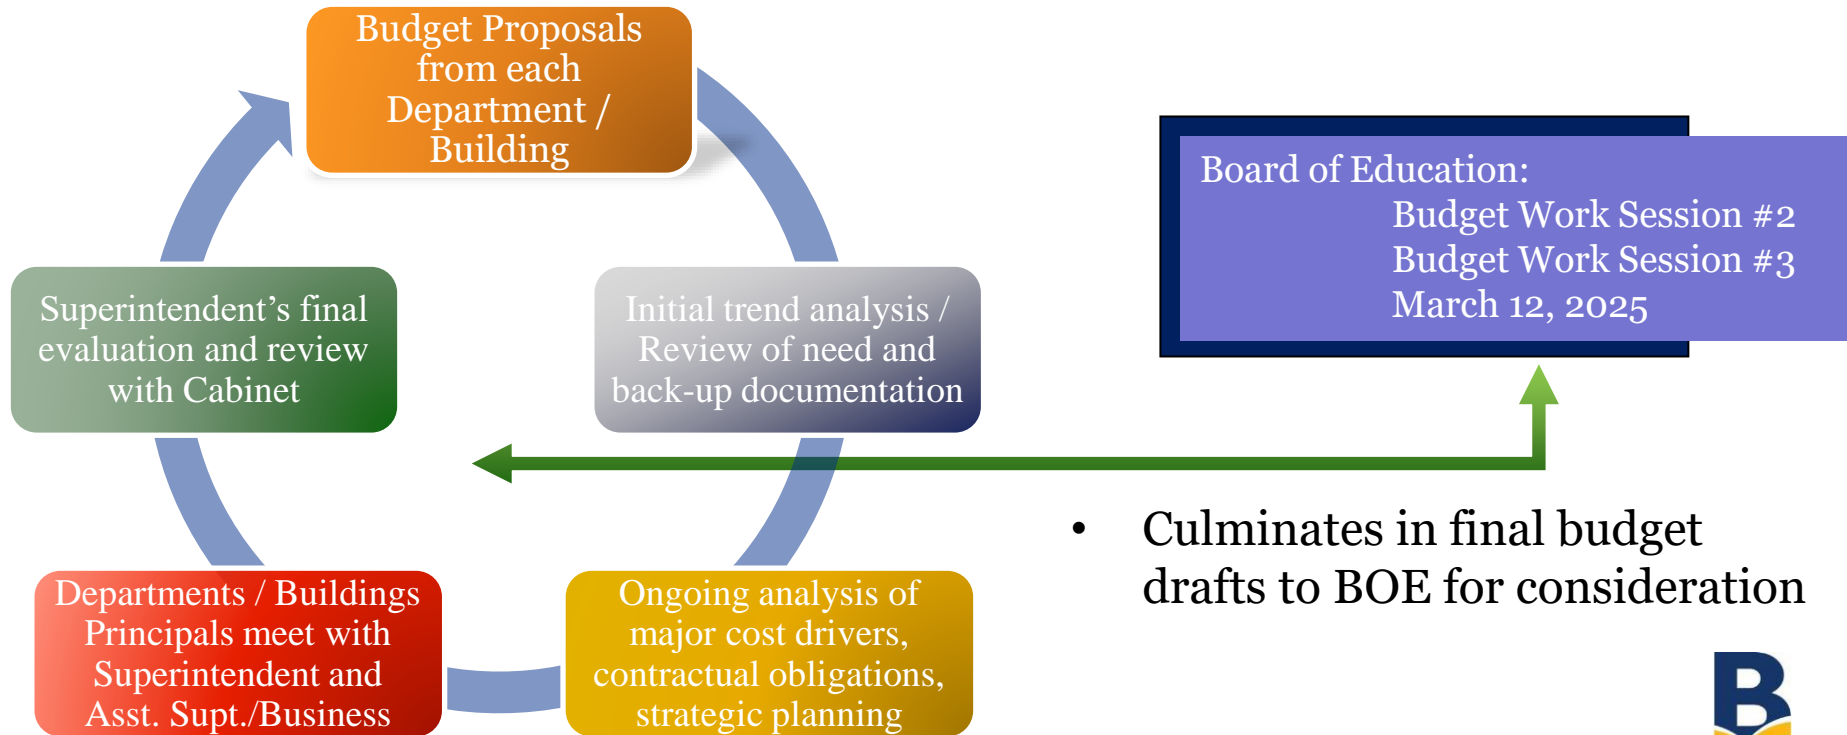 Budget Proposals
from each
Department /
Building
Initial trend analysis /
Review of need and
back-up documentation
Ongoing analysis of
major cost drivers,
contractual obligations,
strategic planning
Departments / Buildings
Principals meet with
Superintendent and
Asst. Supt./Business
Superintendent’s final
evaluation and review
with Cabinet
Board of Education:
Budget Work Session #2
Budget Work Session #3
March 12, 2025
• Culminates in final budget
drafts to BOE for consideration
B